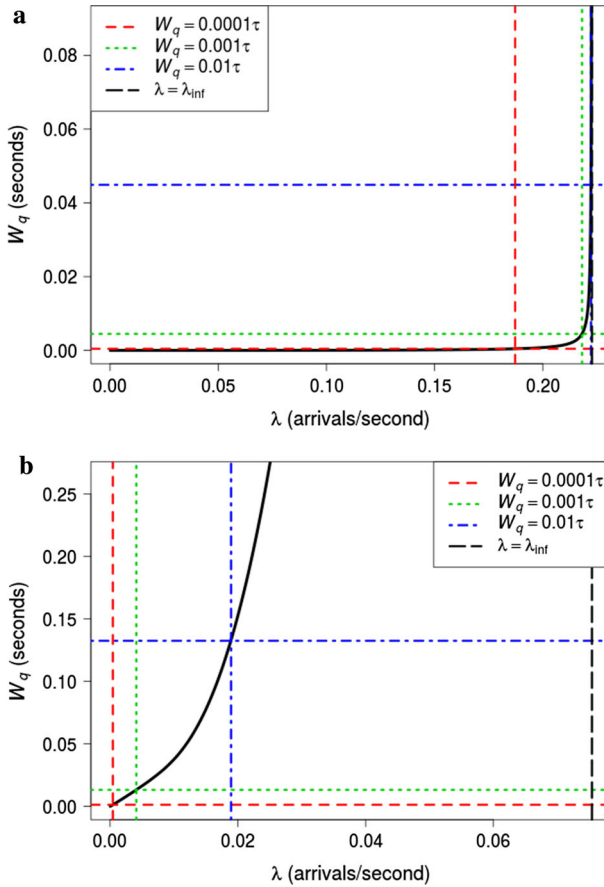 a
W_q = 0.0001τ
W_q = 0.001τ
W_q = 0.01τ
λ = λ_inf
W_q (seconds)
0.08
0.06
0.04
0.02
0.00
0.00 0.05 0.10 0.15 0.20
λ (arrivals/second)
b
W_q = 0.0001τ
W_q = 0.001τ
W_q = 0.01τ
λ = λ_inf
W_q (seconds)
0.25
0.20
0.15
0.10
0.05
0.00
0.00 0.02 0.04 0.06
λ (arrivals/second)